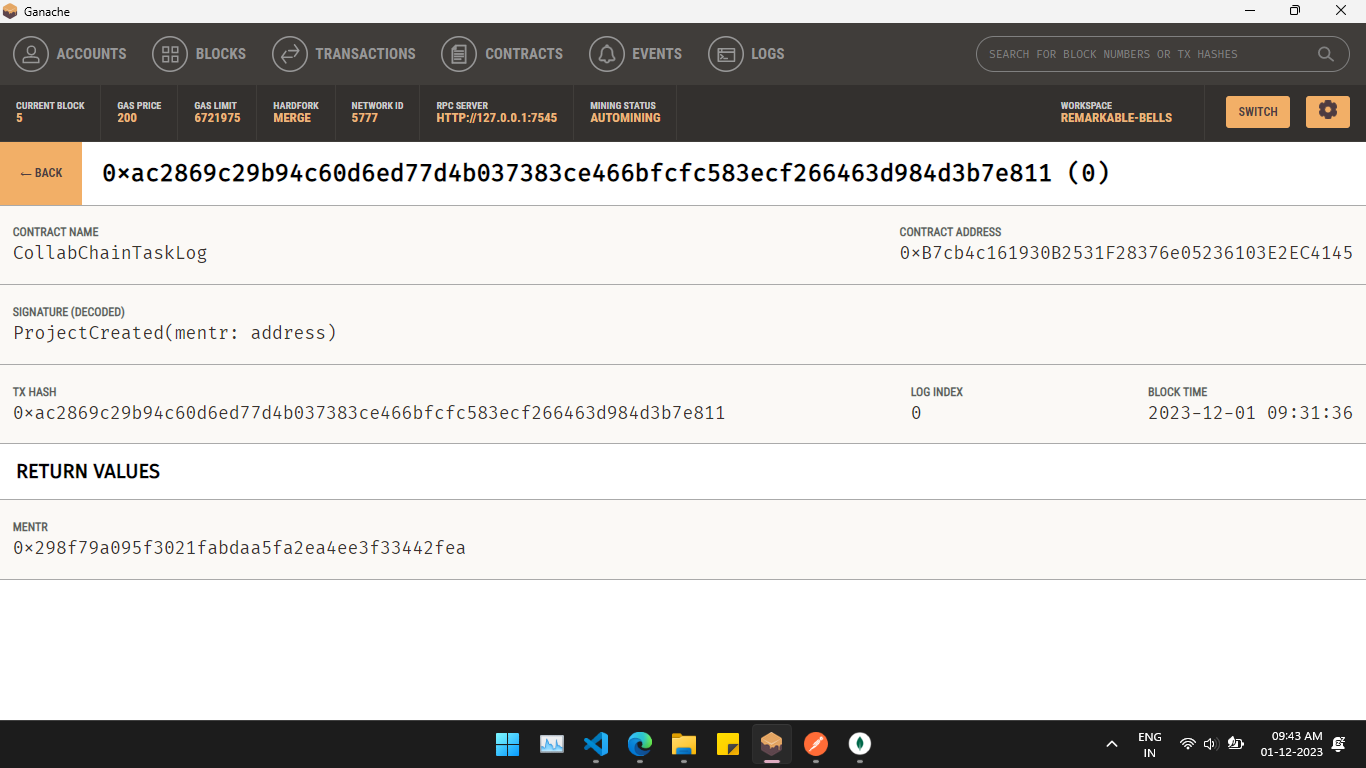 Ganache
ACCOUNTS BLOCKS TRANSACTIONS CONTRACTS EVENTS LOGS SEARCH FOR BLOCK NUMBERS OR TX HASHES
CURRENT BLOCK GAS PRICE GAS LIMIT HARDFORK NETWORK ID RPC SERVER MINING STATUS WORKSPACE
5 200 6721975 MERGE 5777 HTTP://127.0.0.1:7545 AUTOMINING REMARKABLE-BELLS
SWITCH
← BACK 0×ac2869c29b94c60d6ed77d4b037383ce466bfcfc583ecf266463d984d3b7e811 (0)
CONTRACT NAME CONTRACT ADDRESS
CollabChainTaskLog 0×B7cb4c161930B2531F28376e05236103E2EC4145
SIGNATURE (DECODED)
ProjectCreated(mentr: address)
TX HASH LOG INDEX BLOCK TIME
0×ac2869c29b94c60d6ed77d4b037383ce466bfcfc583ecf266463d984d3b7e811 0 2023-12-01 09:31:36
RETURN VALUES
MENTR
0×298f79a095f3021fabdaa5fa2ea4ee3f33442fea
ENG 09:43 AM
IN 01-12-2023